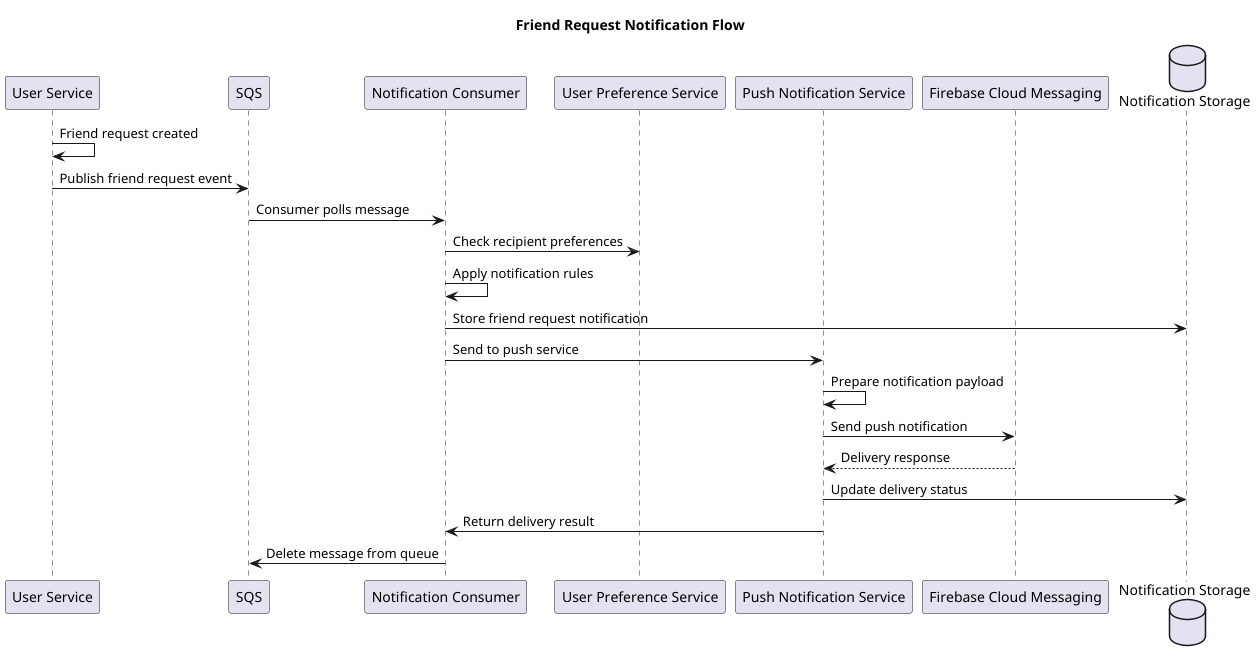 Friend Request Notification Flow
User Service
SQS
Notification Consumer
User Preference Service
Push Notification Service
Firebase Cloud Messaging
Notification Storage
Friend request created
Publish friend request event
Consumer polls message
Check recipient preferences
Apply notification rules
Store friend request notification
Send to push service
Prepare notification payload
Send push notification
Delivery response
Update delivery status
Return delivery result
Delete message from queue
User Service
SQS
Notification Consumer
User Preference Service
Push Notification Service
Firebase Cloud Messaging
Notification Storage